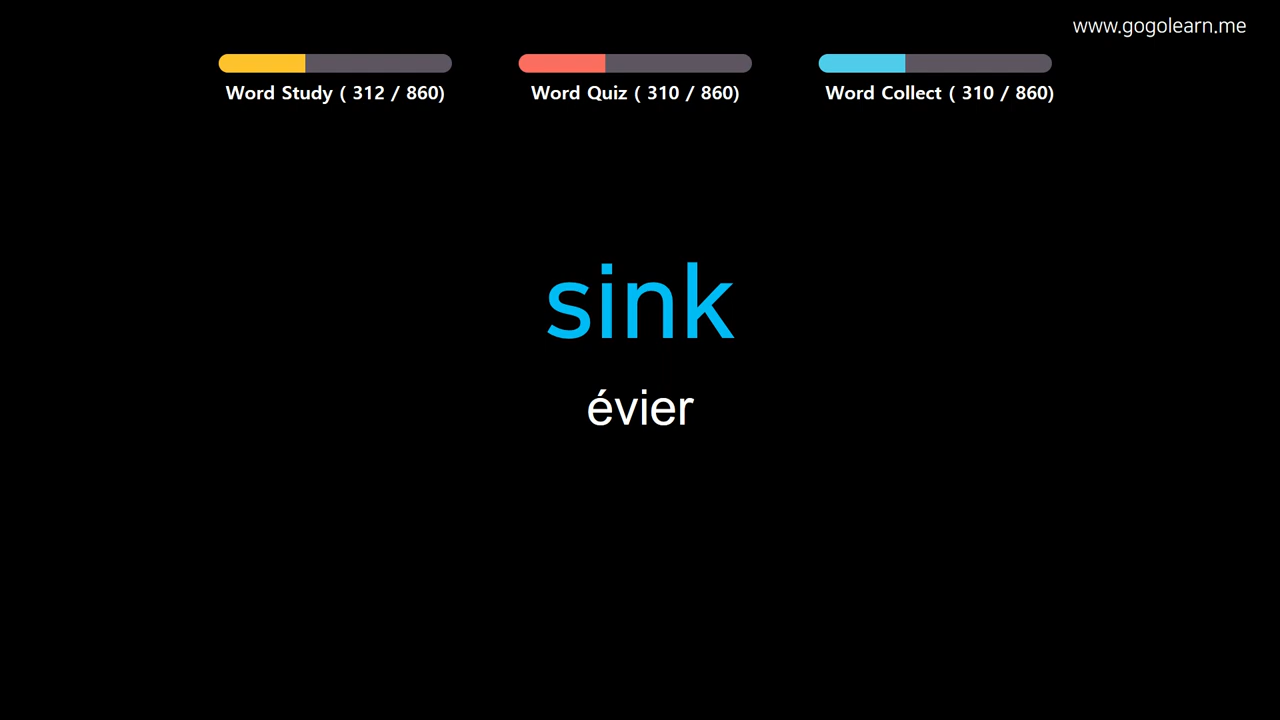 www.gogolearn.me
Word Study ( 312 / 860)
Word Quiz ( 310 / 860)
Word Collect ( 310 / 860)
sink
évier